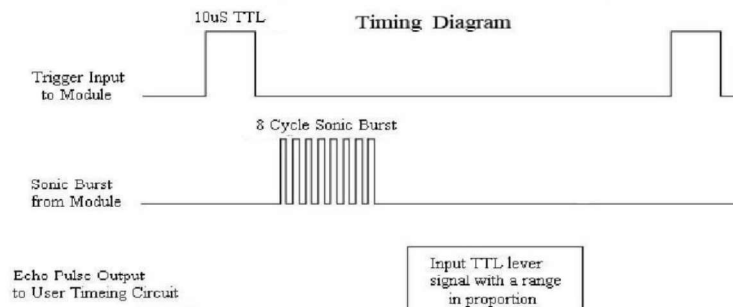 10uS TTL
Timing Diagram
Trigger Input
to Module
8 Cycle Sonic Burst
Sonic Burst
from Module
Echo Pulse Output
to User Timeing Circuit
Input TTL lever
signal with a range
in proportion